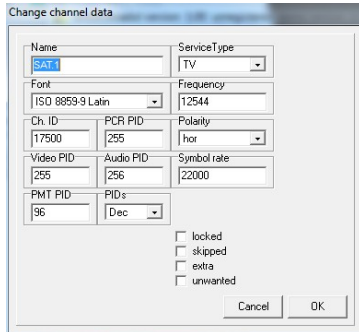 Change channel data
Name ServiceType
SAT.1 TV
Font Frequency
ISO 8859-9 Latin 12544
Ch. ID PCR PID Polarity
17500 255 hor
Video PID Audio PID Symbol rate
255 256 22000
PMT PID PIDs
96 Dec
locked
skipped
extra
unwanted
Cancel OK